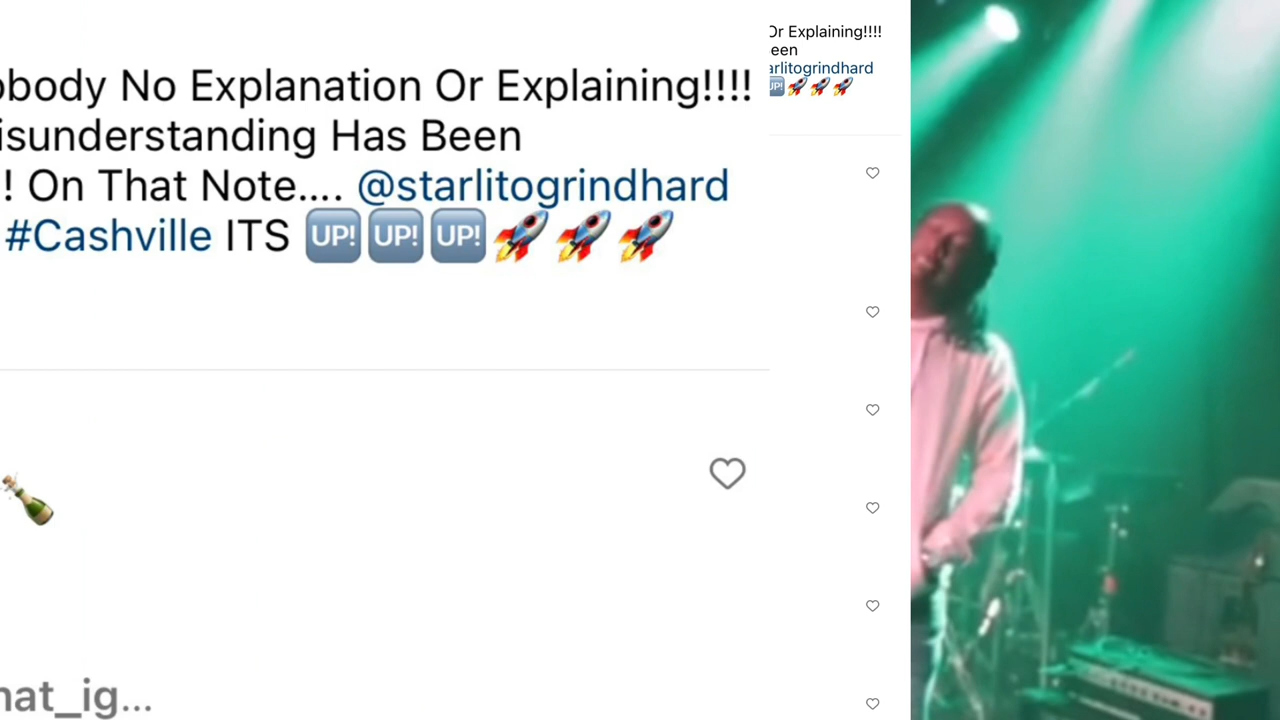 obody No Explanation Or Explaining!!!!
isunderstanding Has Been
! On That Note.... @starlitogrindhard
#Cashville ITS UP! UP! UP! 🚀🚀🚀
hat_ig...
Or Explaining!!!!
een
arlitogrindhard
UP! 🚀🚀🚀